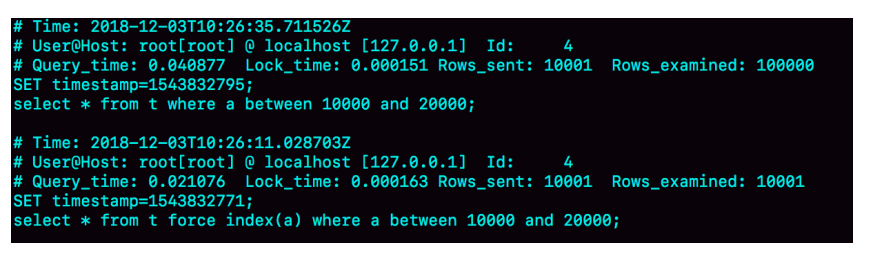 # Time: 2018-12-03T10:26:35.711526Z
# User@Host: root[root] @ localhost [127.0.0.1]  Id:     4
# Query_time: 0.040877  Lock_time: 0.000151 Rows_sent: 10001  Rows_examined: 100000
SET timestamp=1543832795;
select * from t where a between 10000 and 20000;

# Time: 2018-12-03T10:26:11.028703Z
# User@Host: root[root] @ localhost [127.0.0.1]  Id:     4
# Query_time: 0.021076  Lock_time: 0.000163 Rows_sent: 10001  Rows_examined: 10001
SET timestamp=1543832771;
select * from t force index(a) where a between 10000 and 20000;